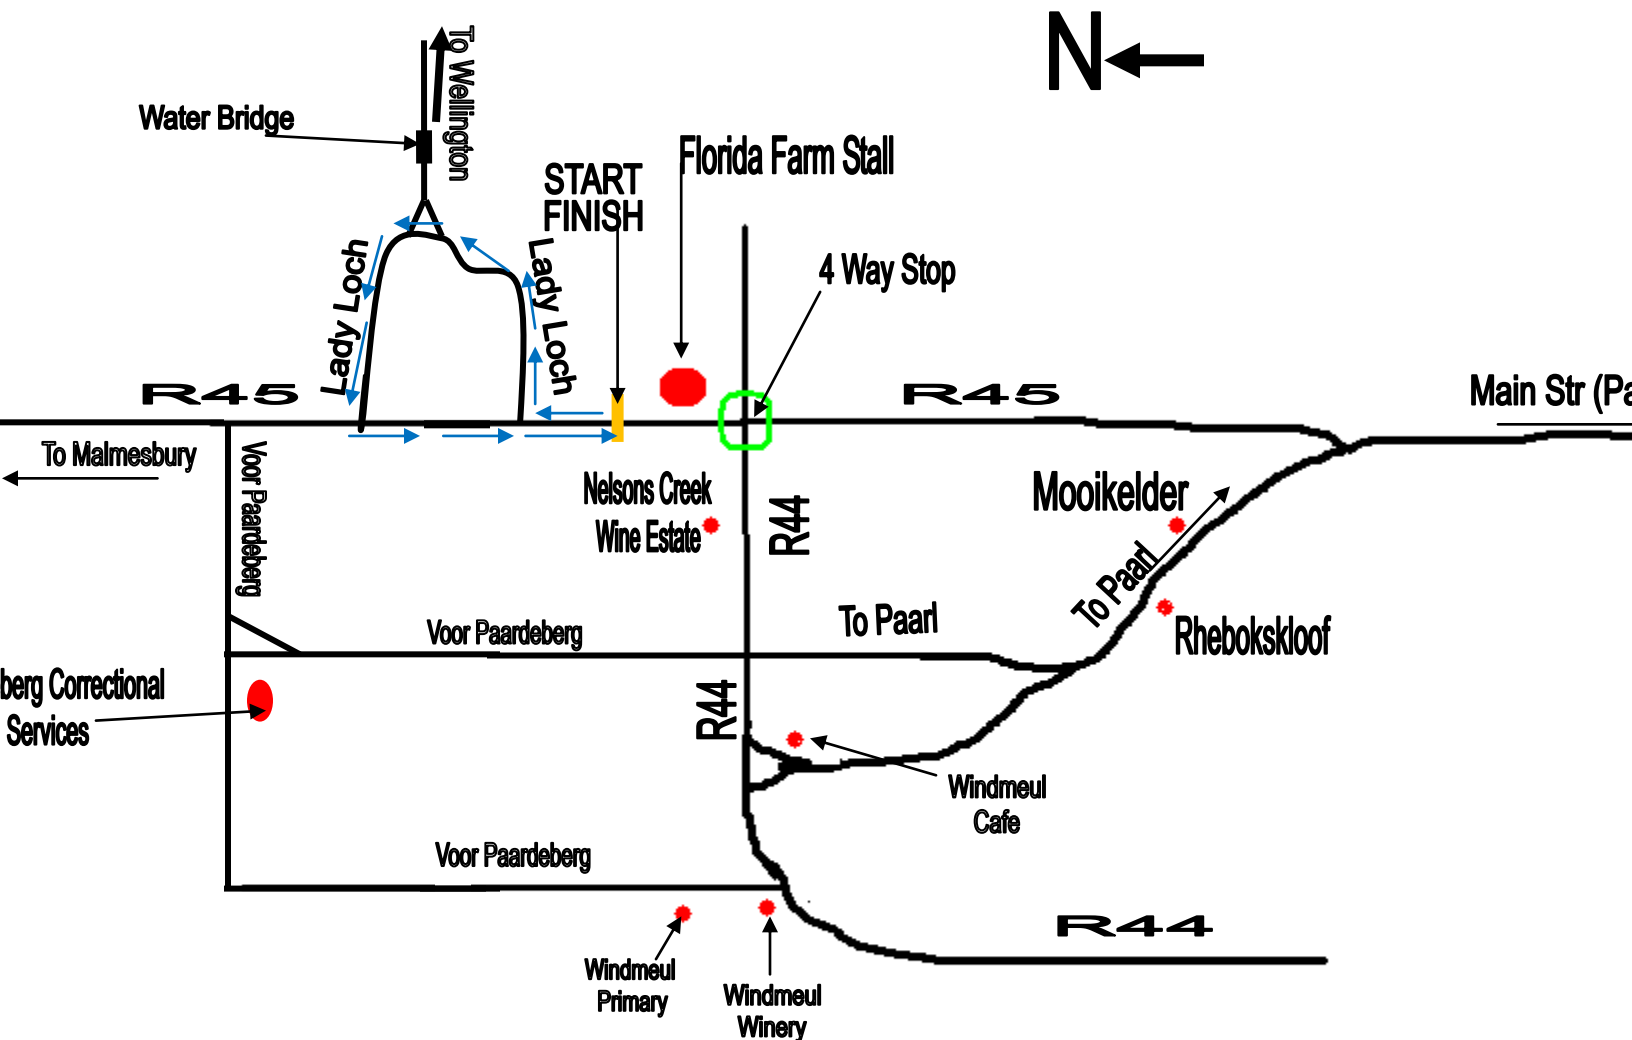 N
To Wellington
Water Bridge
Florida Farm Stall
START
FINISH
4 Way Stop
Lady Loch
Lady Loch
R45
R45
Main Str (Pa
To Malmesbury
Voor Paardeberg
Nelsons Creek
Wine Estate
R44
Mooikelder
To Paarl
To Paarl
Rhebokskloof
Voor Paardeberg
berg Correctional
Services
R44
Windmeul
Cafe
Voor Paardeberg
R44
Windmeul
Primary
Windmeul
Winery